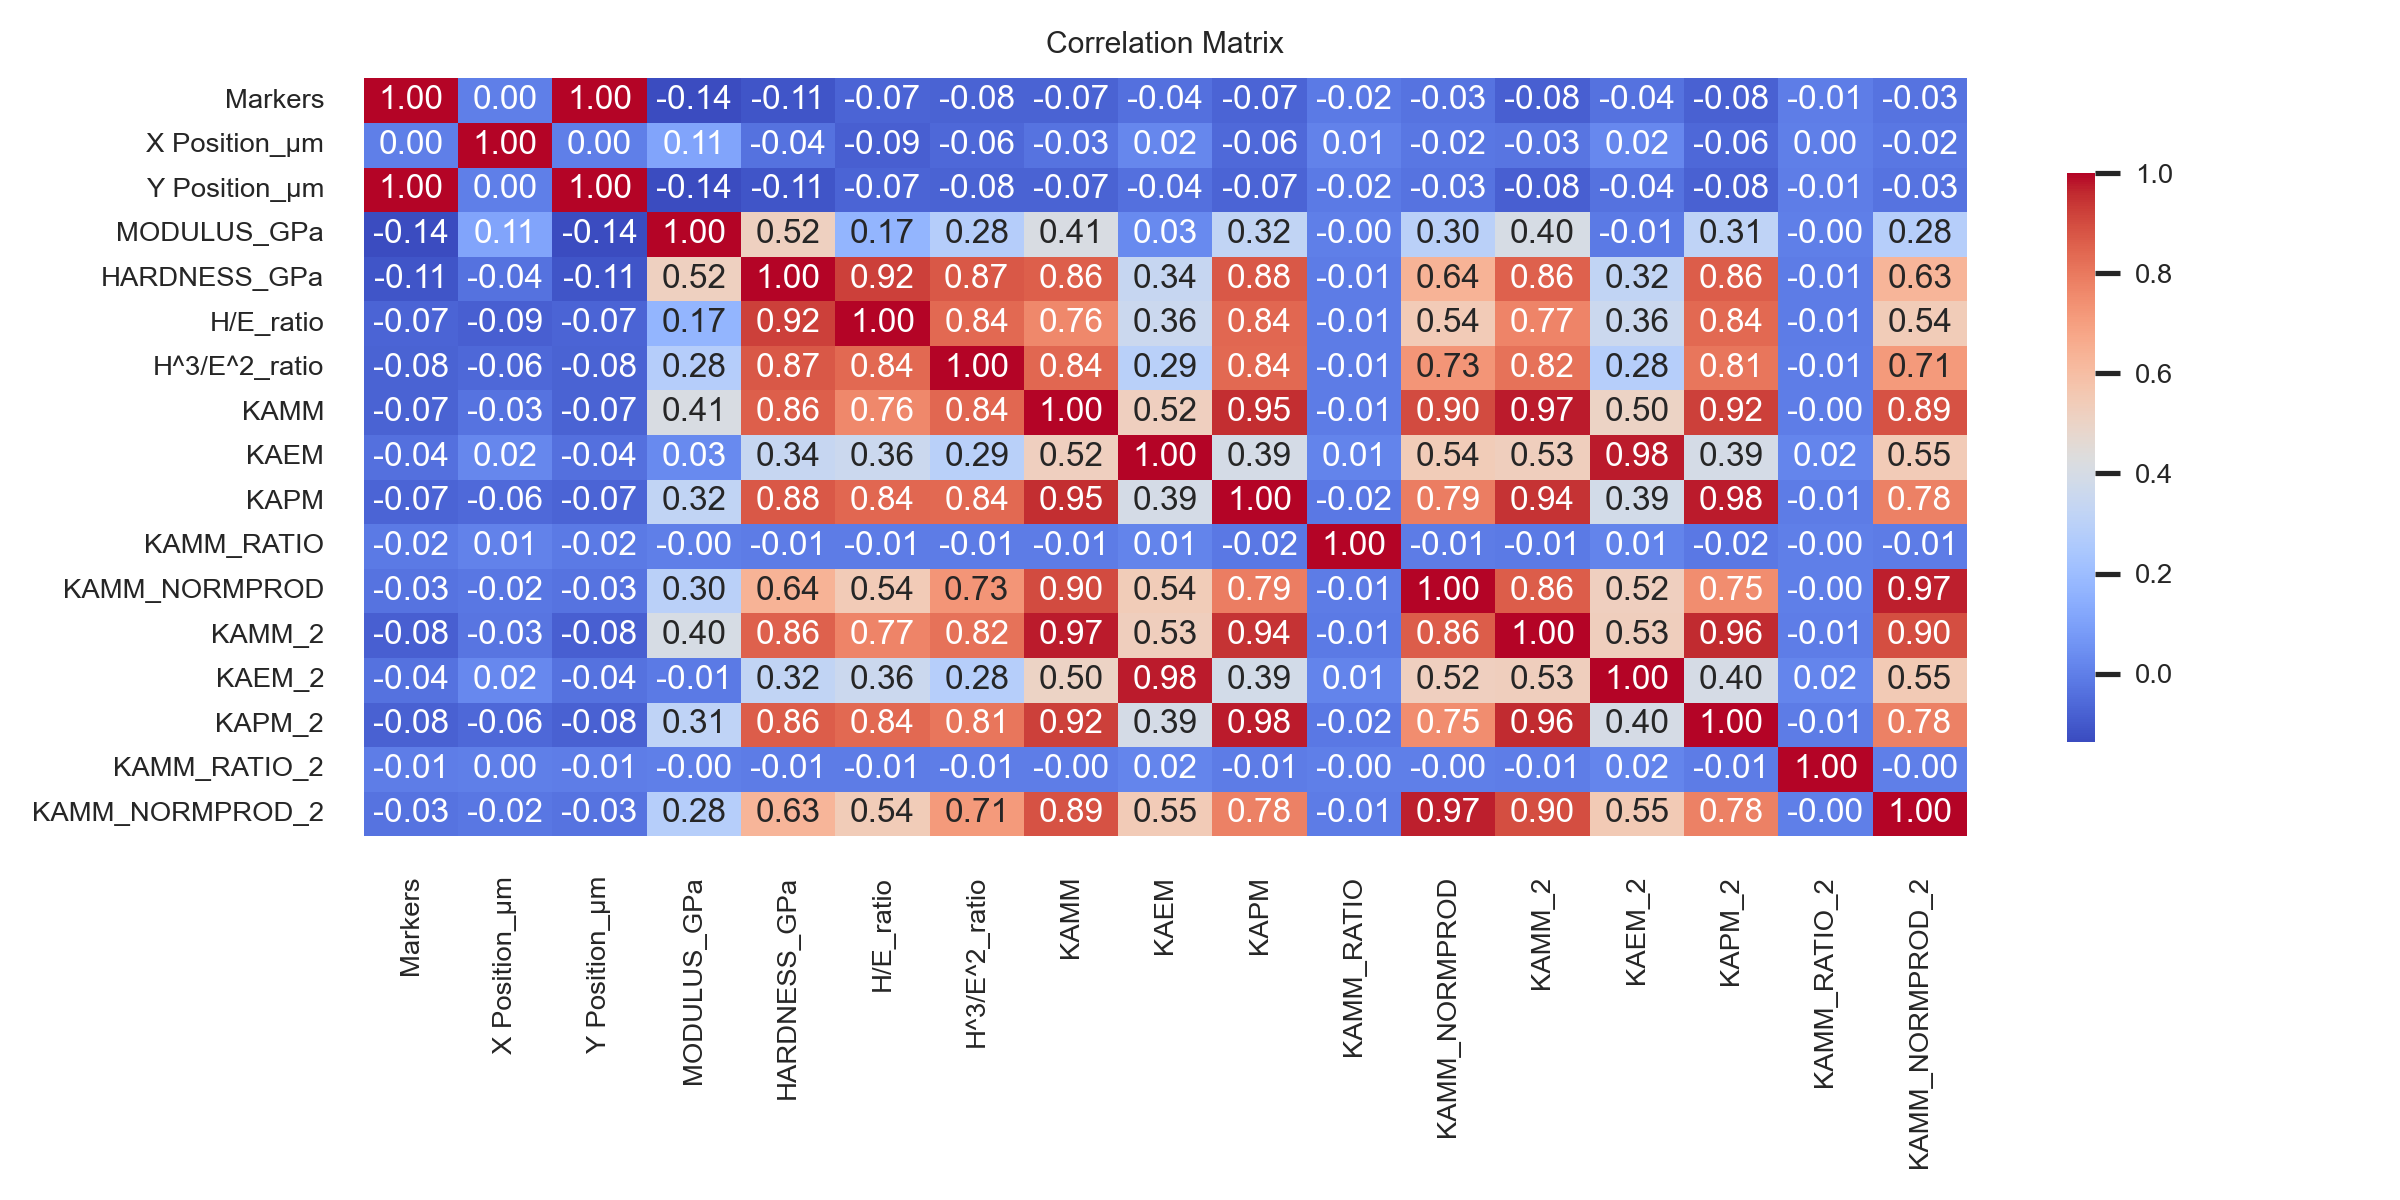 Correlation Matrix
Markers 1.00 0.00 1.00 -0.14 -0.11 -0.07 -0.08 -0.07 -0.04 -0.07 -0.02 -0.03 -0.08 -0.04 -0.08 -0.01 -0.03
X Position_µm 0.00 1.00 0.00 0.11 -0.04 -0.09 -0.06 -0.03 0.02 -0.06 0.01 -0.02 -0.03 0.02 -0.06 0.00 -0.02
Y Position_µm 1.00 0.00 1.00 -0.14 -0.11 -0.07 -0.08 -0.07 -0.04 -0.07 -0.02 -0.03 -0.08 -0.04 -0.08 -0.01 -0.03
MODULUS_GPa -0.14 0.11 -0.14 1.00 0.52 0.17 0.28 0.41 0.03 0.32 -0.00 0.30 0.40 -0.01 0.31 -0.00 0.28
HARDNESS_GPa -0.11 -0.04 -0.11 0.52 1.00 0.92 0.87 0.86 0.34 0.88 -0.01 0.64 0.86 0.32 0.86 -0.01 0.63
H/E_ratio -0.07 -0.09 -0.07 0.17 0.92 1.00 0.84 0.76 0.36 0.84 -0.01 0.54 0.77 0.36 0.84 -0.01 0.54
H^3/E^2_ratio -0.08 -0.06 -0.08 0.28 0.87 0.84 1.00 0.84 0.29 0.84 -0.01 0.73 0.82 0.28 0.81 -0.01 0.71
KAMM -0.07 -0.03 -0.07 0.41 0.86 0.76 0.84 1.00 0.52 0.95 -0.01 0.90 0.97 0.50 0.92 -0.00 0.89
KAEM -0.04 0.02 -0.04 0.03 0.34 0.36 0.29 0.52 1.00 0.39 0.01 0.54 0.53 0.98 0.39 0.02 0.55
KAPM -0.07 -0.06 -0.07 0.32 0.88 0.84 0.84 0.95 0.39 1.00 -0.02 0.79 0.94 0.39 0.98 -0.01 0.78
KAMM_RATIO -0.02 0.01 -0.02 -0.00 -0.01 -0.01 -0.01 -0.01 0.01 -0.02 1.00 -0.01 -0.01 0.01 -0.02 -0.00 -0.01
KAMM_NORMPROD -0.03 -0.02 -0.03 0.30 0.64 0.54 0.73 0.90 0.54 0.79 -0.01 1.00 0.86 0.52 0.75 -0.00 0.97
KAMM_2 -0.08 -0.03 -0.08 0.40 0.86 0.77 0.82 0.97 0.53 0.94 -0.01 0.86 1.00 0.53 0.96 -0.01 0.90
KAEM_2 -0.04 0.02 -0.04 -0.01 0.32 0.36 0.28 0.50 0.98 0.39 0.01 0.52 0.53 1.00 0.40 0.02 0.55
KAPM_2 -0.08 -0.06 -0.08 0.31 0.86 0.84 0.81 0.92 0.39 0.98 -0.02 0.75 0.96 0.40 1.00 -0.01 0.78
KAMM_RATIO_2 -0.01 0.00 -0.01 -0.00 -0.01 -0.01 -0.01 -0.00 0.02 -0.01 -0.00 -0.00 -0.01 0.02 -0.01 1.00 -0.00
KAMM_NORMPROD_2 -0.03 -0.02 -0.03 0.28 0.63 0.54 0.71 0.89 0.55 0.78 -0.01 0.97 0.90 0.55 0.78 -0.00 1.00
Markers
X Position_µm
Y Position_µm
MODULUS_GPa
HARDNESS_GPa
H/E_ratio
H^3/E^2_ratio
KAMM
KAEM
KAPM
KAMM_RATIO
KAMM_NORMPROD
KAMM_2
KAEM_2
KAPM_2
KAMM_RATIO_2
KAMM_NORMPROD_2
1.0
0.8
0.6
0.4
0.2
0.0